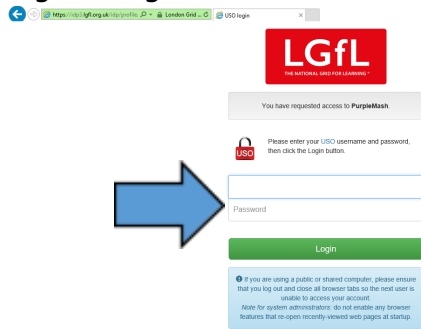 https://idp3.lgfl.org.uk/idp/profile London Grid ... USO login
LGfL
THE NATIONAL GRID FOR LEARNING
You have requested access to PurpleMash.
Please enter your USO username and password,
then click the Login button.
USO
Password
Login
If you are using a public or shared computer, please ensure
that you log out and close all browser tabs so the next user is
unable to access your account.
Note for system administrators: do not enable any browser
features that re-open recently-viewed web pages at startup.